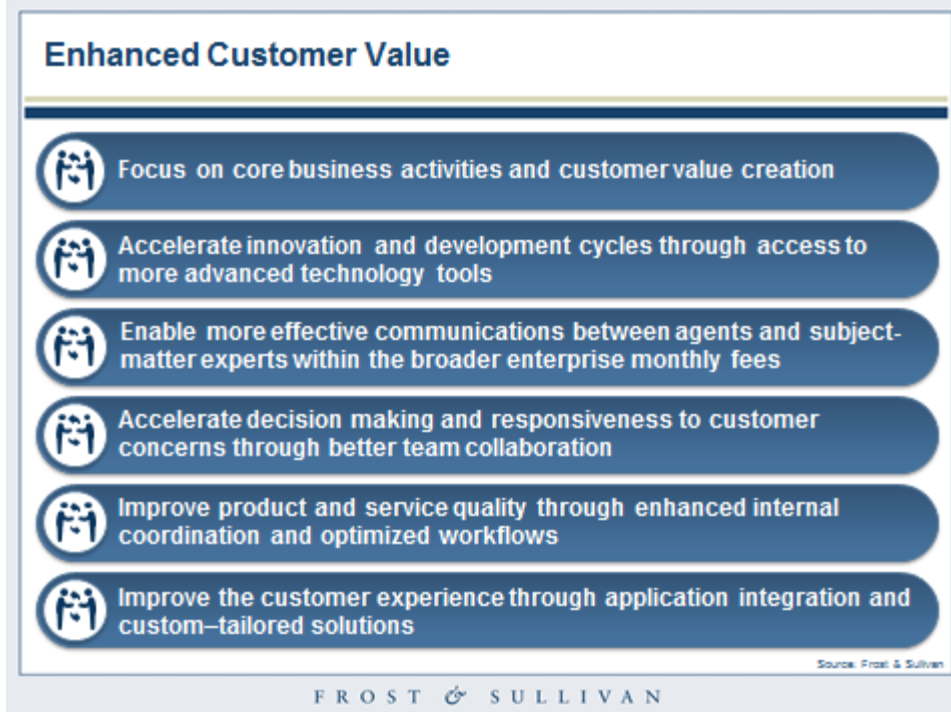 Enhanced Customer Value
Focus on core business activities and customer value creation
Accelerate innovation and development cycles through access to
more advanced technology tools
Enable more effective communications between agents and subject-
matter experts within the broader enterprise monthly fees
Accelerate decision making and responsiveness to customer
concerns through better team collaboration
Improve product and service quality through enhanced internal
coordination and optimized workflows
Improve the customer experience through application integration and
custom–tailored solutions
Source: Frost & Sullivan
FROST & SULLIVAN